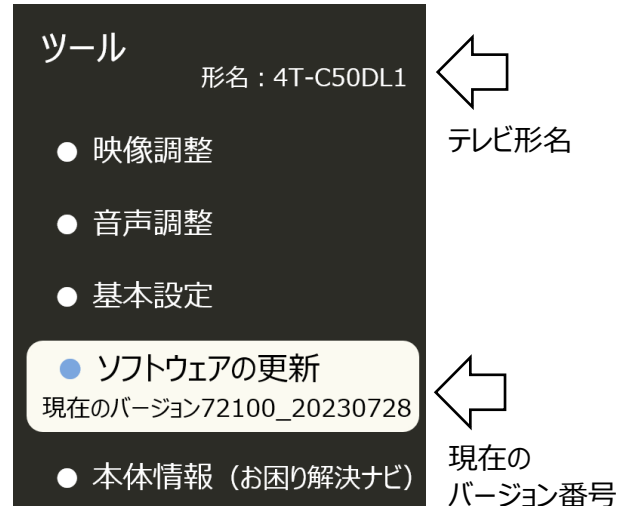 ツール
形名：4T-C50DL1
テレビ形名
● 映像調整
● 音声調整
● 基本設定
● ソフトウェアの更新
現在のバージョン72100_20230728
現在の
バージョン番号
● 本体情報（お困り解決ナビ）